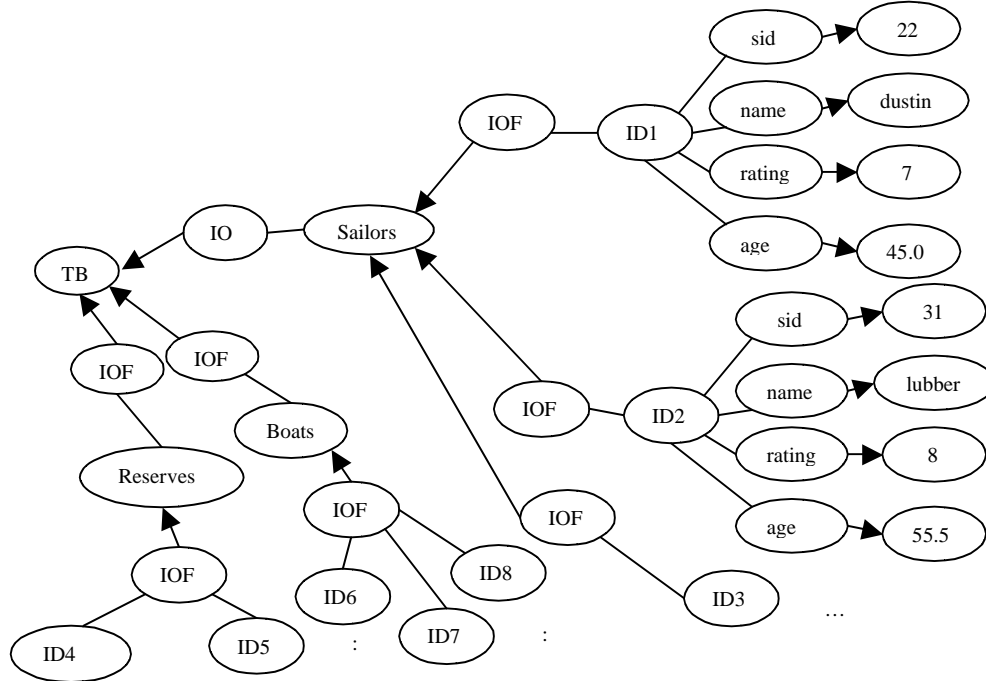 sid
22
name
dustin
IOF
ID1
rating
7
IO
Sailors
age
45.0
TB
sid
31
IOF
IOF
name
lubber
IOF
ID2
Boats
rating
8
Reserves
IOF
IOF
age
55.5
IOF
ID8
ID6
ID3
...
ID4
ID5
:
ID7
: